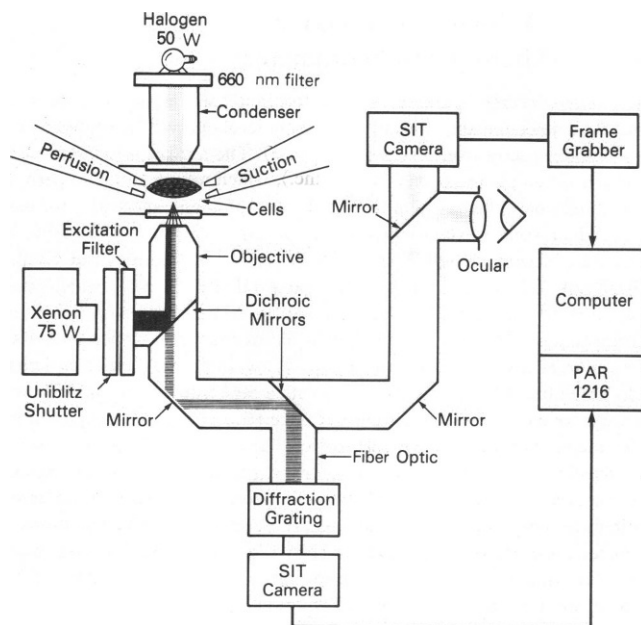 Halogen
50 W
660 nm filter
Condenser
Perfusion
Suction
Cells
Excitation
Filter
Objective
Xenon
75 W
Dichroic
Mirrors
Uniblitz
Shutter
Mirror
SIT
Camera
Frame
Grabber
Mirror
Ocular
Computer
PAR
1216
Mirror
Fiber Optic
Diffraction
Grating
SIT
Camera